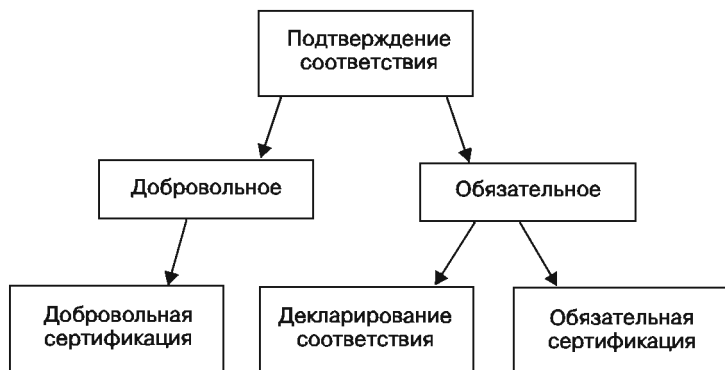 Подтверждение
соответствия
Добровольное
Обязательное
Добровольная
сертификация
Декларирование
соответствия
Обязательная
сертификация